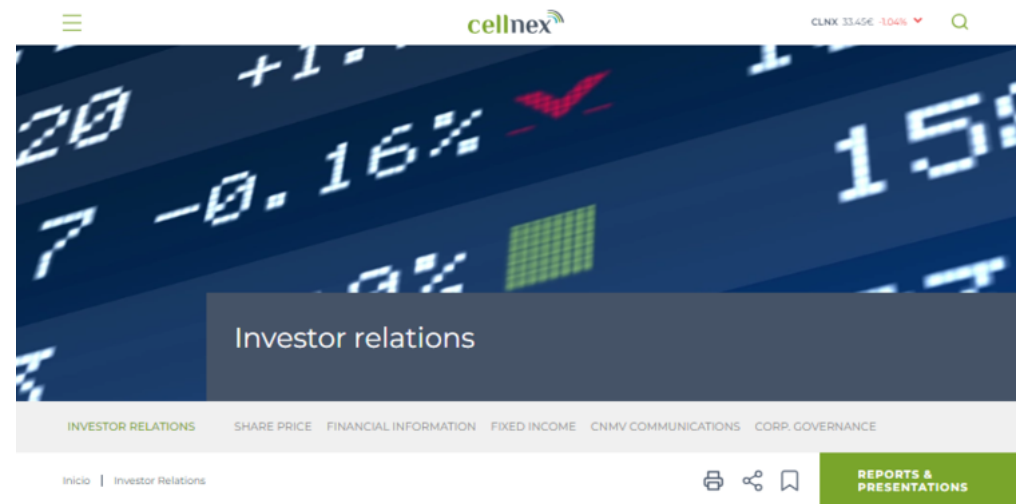 cellnex
CLNX 33.45€ -1.04%
20 +1.
7 -0.16% 15:
Investor relations
INVESTOR RELATIONS SHARE PRICE FINANCIAL INFORMATION FIXED INCOME CNMV COMMUNICATIONS CORP. GOVERNANCE
Inicio | Investor Relations
REPORTS &
PRESENTATIONS